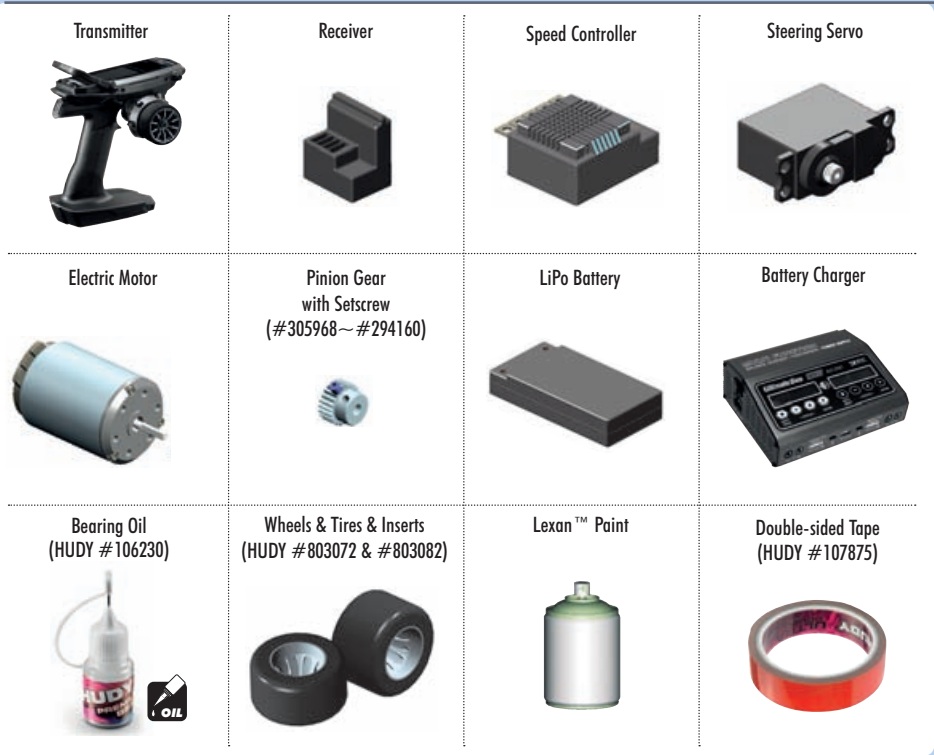 Transmitter
Receiver
Speed Controller
Steering Servo
Electric Motor
Pinion Gear
with Setscrew
(#305968~#294160)
LiPo Battery
Battery Charger
Bearing Oil
(HUDY #106230)
HUDY
OIL
Wheels & Tires & Inserts
(HUDY #803072 & #803082)
Lexan™ Paint
Double-sided Tape
(HUDY #107875)